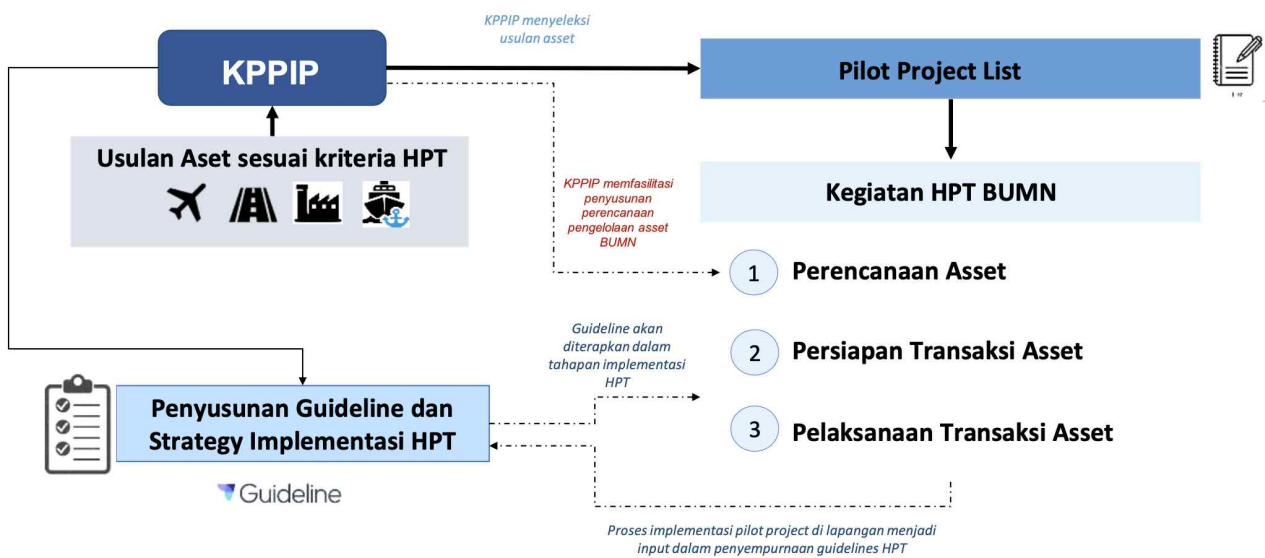 KPPIP menyeleksi
usulan asset
KPPIP
Pilot Project List
Usulan Aset sesuai kriteria HPT
KPPIP memfasilitasi
penyusunan
perencanaan
pengelolaan asset
BUMN
Kegiatan HPT BUMN
1 Perencanaan Asset
Guideline akan
diterapkan dalam
tahapan implementasi
HPT
2 Persiapan Transaksi Asset
3 Pelaksanaan Transaksi Asset
Penyusunan Guideline dan
Strategy Implementasi HPT
Guideline
Proses implementasi pilot project di lapangan menjadi
input dalam penyempurnaan guidelines HPT